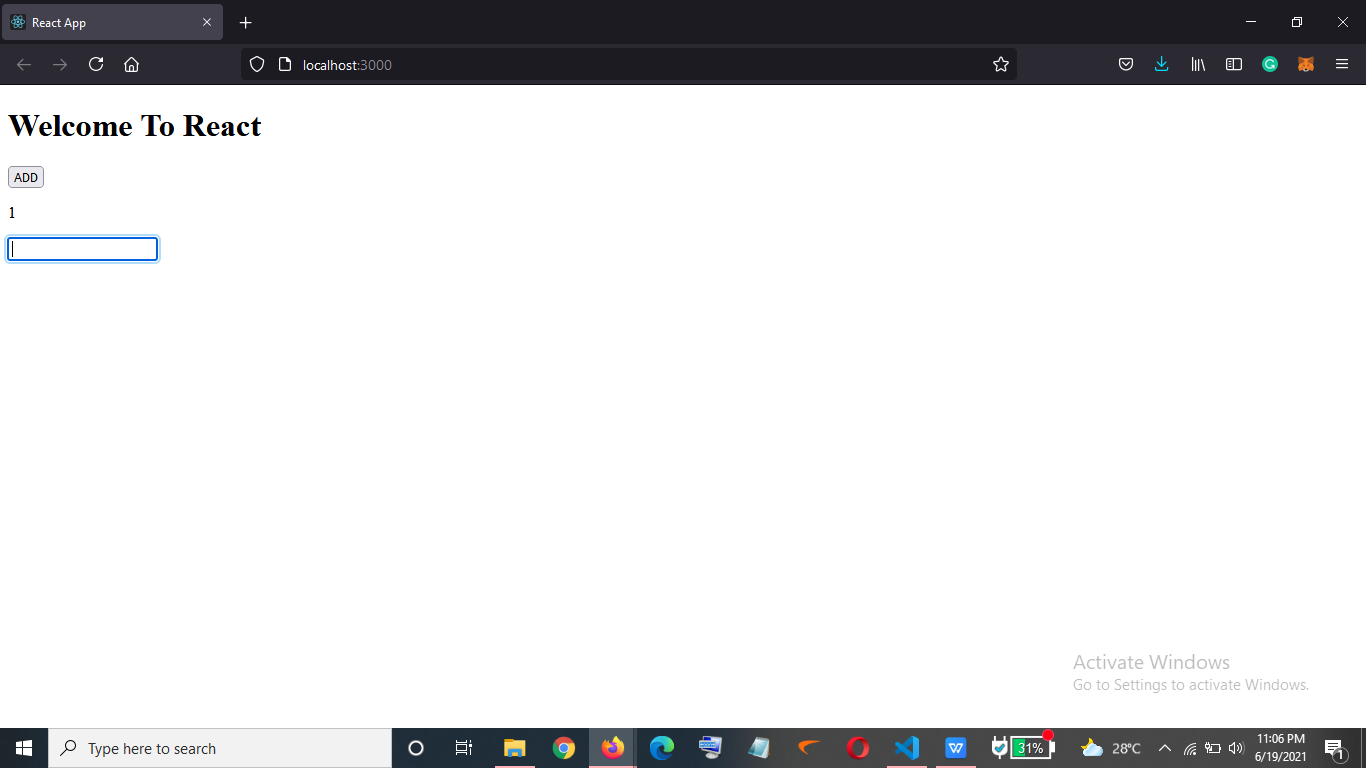 React App
localhost:3000
Welcome To React
ADD
1
Activate Windows
Go to Settings to activate Windows.
Type here to search
31%
28°C
11:06 PM
6/19/2021
1